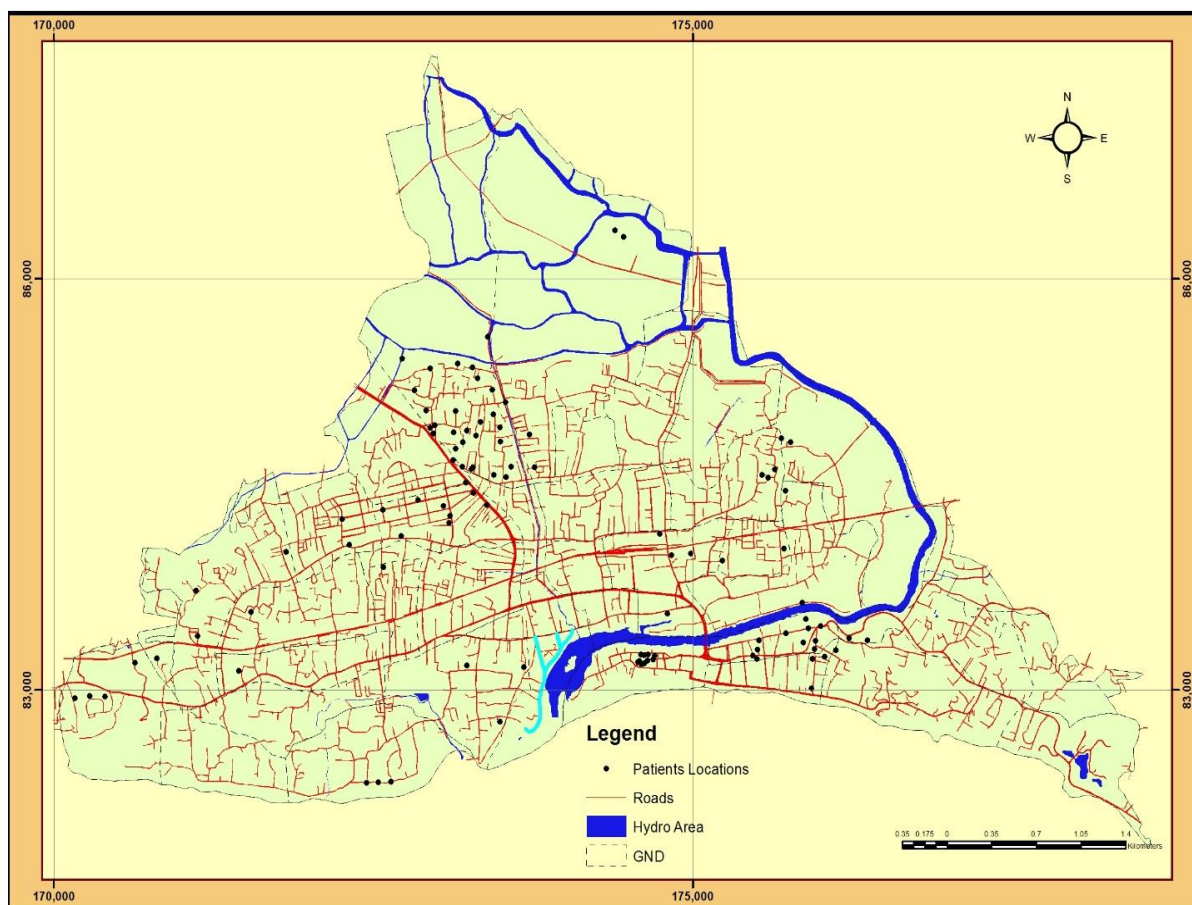 170,000 175,000
N
W E
S
86,000 86,000
83,000 83,000
Legend
Patients Locations
Roads
Hydro Area
GND
0.35 0.175 0 0.35 0.7 1.05 1.4
Kilometers
170,000 175,000